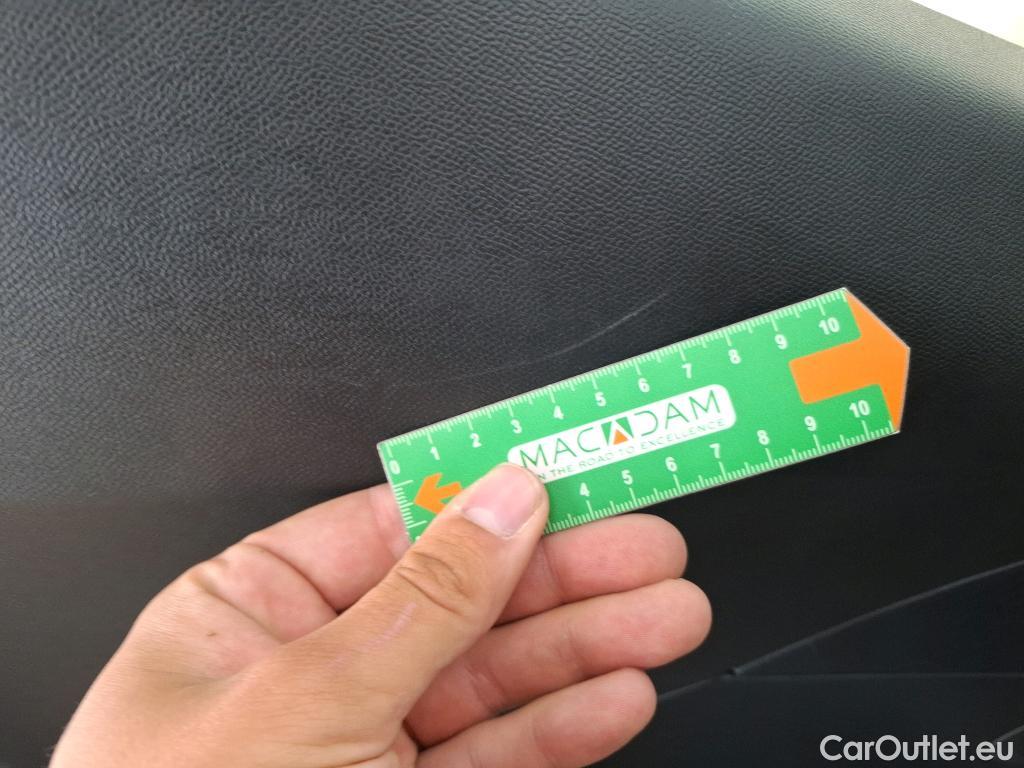 0 1 2 3 4 5 6 7 8 9 10
MACADAM
N THE ROAD TO EXCELLENCE
4 5 6 7 8 9 10
CarOutlet.eu